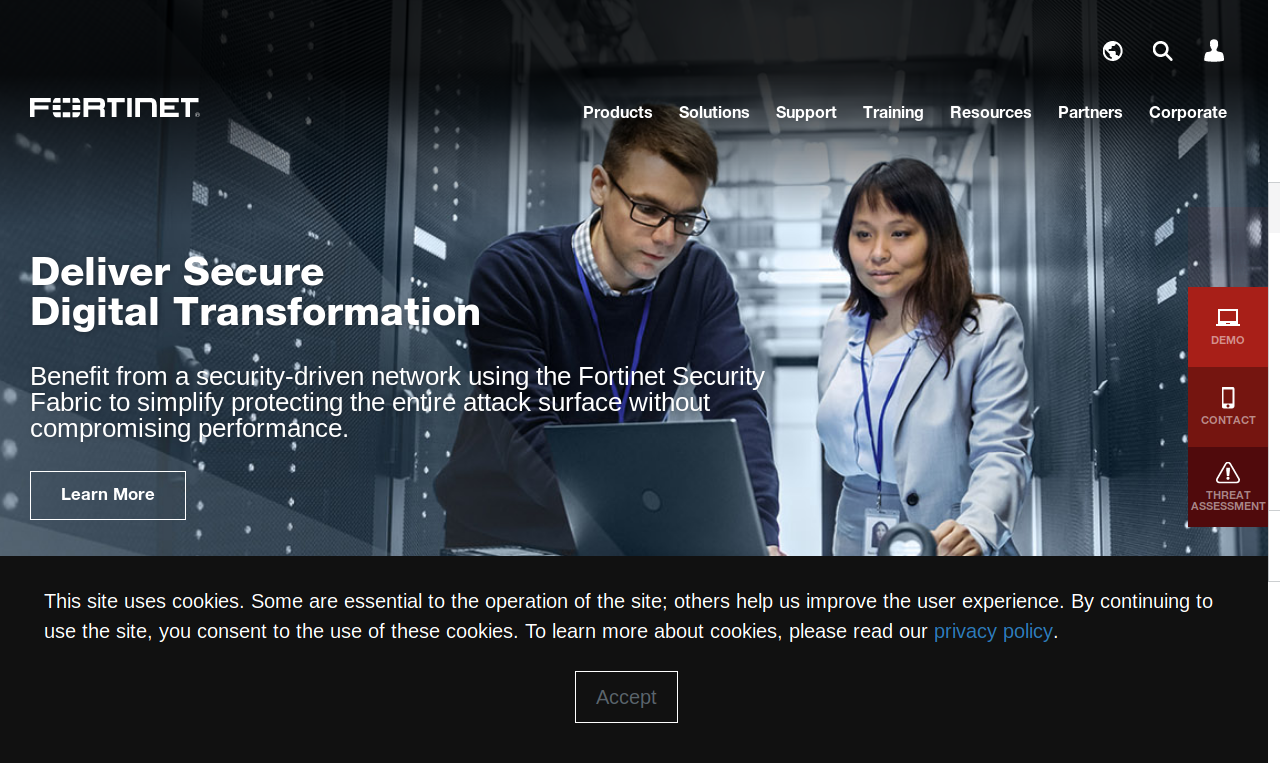 FORTINET
Products Solutions Support Training Resources Partners Corporate
Deliver Secure
Digital Transformation
Benefit from a security-driven network using the Fortinet Security
Fabric to simplify protecting the entire attack surface without
compromising performance.
Learn More
DEMO
CONTACT
THREAT
ASSESSMENT
This site uses cookies. Some are essential to the operation of the site; others help us improve the user experience. By continuing to
use the site, you consent to the use of these cookies. To learn more about cookies, please read our privacy policy.
Accept